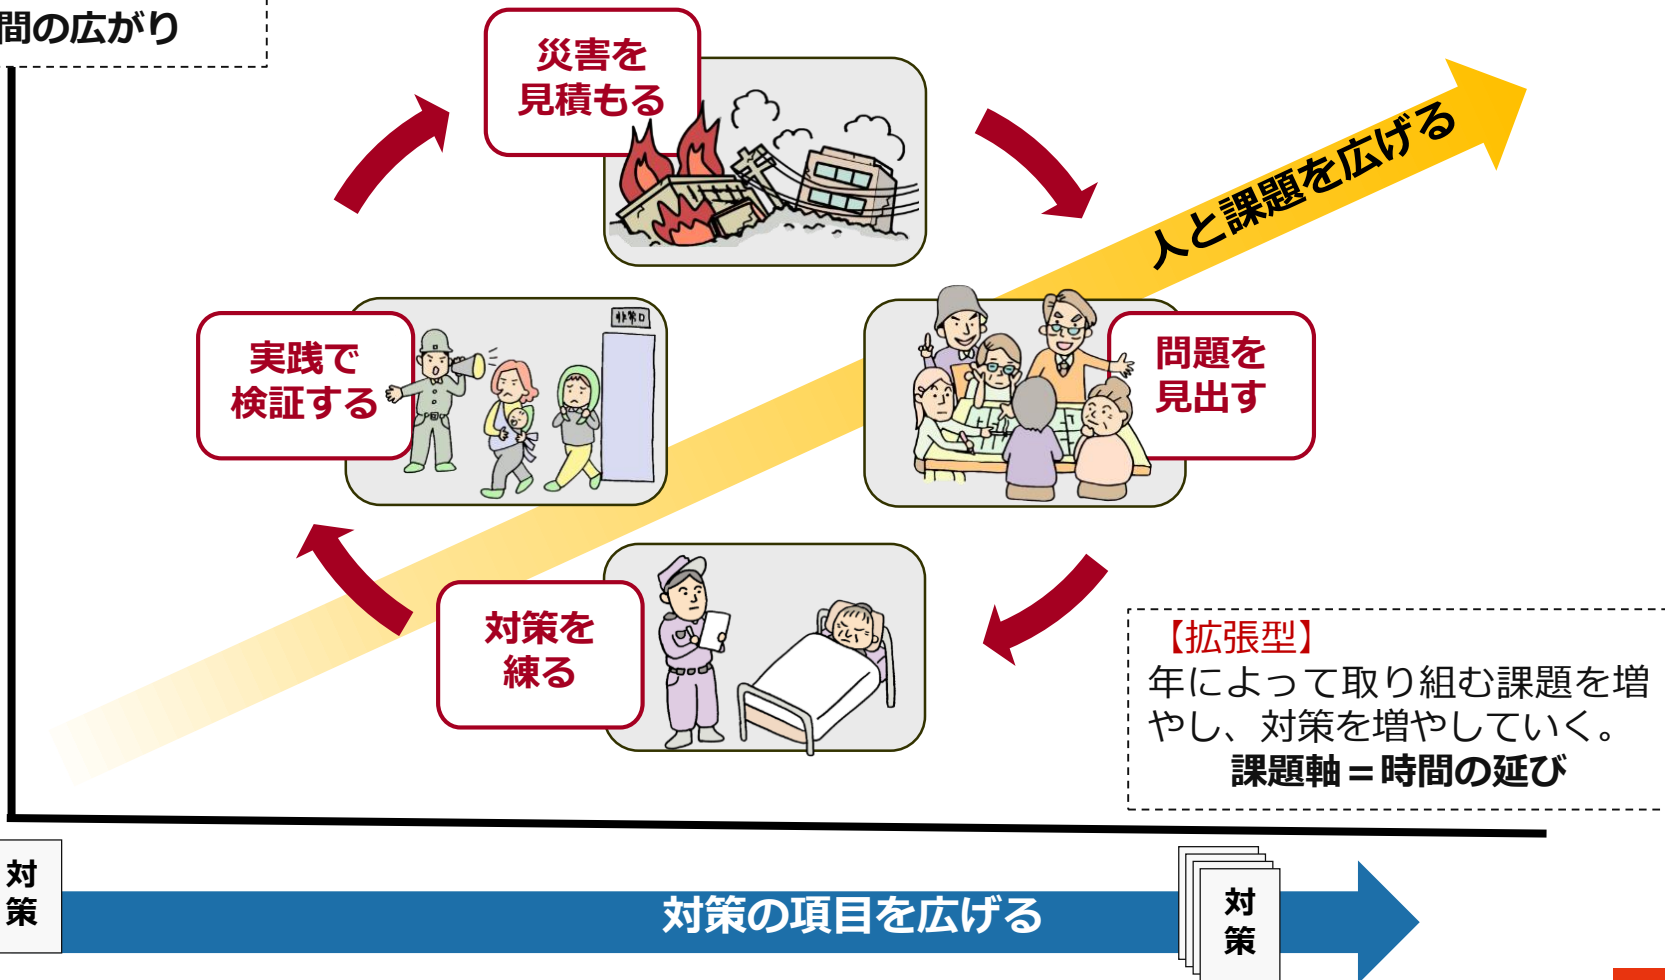 間の広がり
災害を
見積もる
人と課題を広げる
非常口
実践で
検証する
問題を
見出す
対策を
練る
【拡張型】
年によって取り組む課題を増
やし、対策を増やしていく。
課題軸＝時間の延び
対
策
対策の項目を広げる
対
策